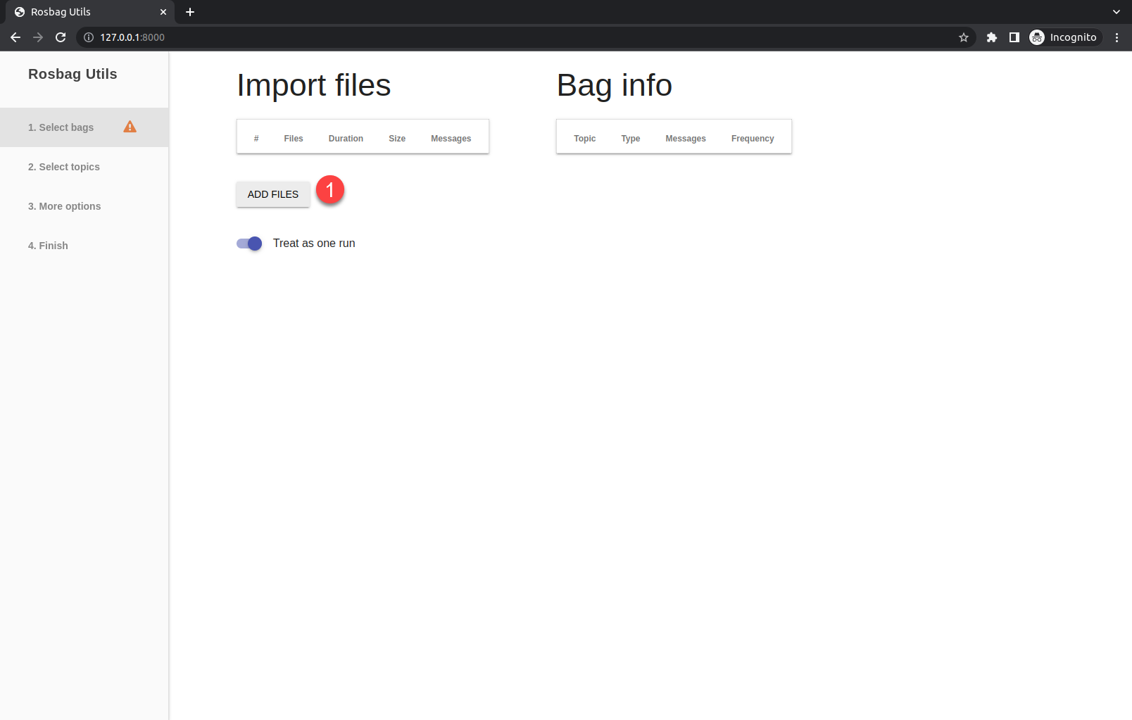 Rosbag Utils
127.0.0.1:8000
Incognito
Rosbag Utils
1. Select bags
2. Select topics
3. More options
4. Finish
Import files
# Files Duration Size Messages
ADD FILES 1
Treat as one run
Bag info
Topic Type Messages Frequency